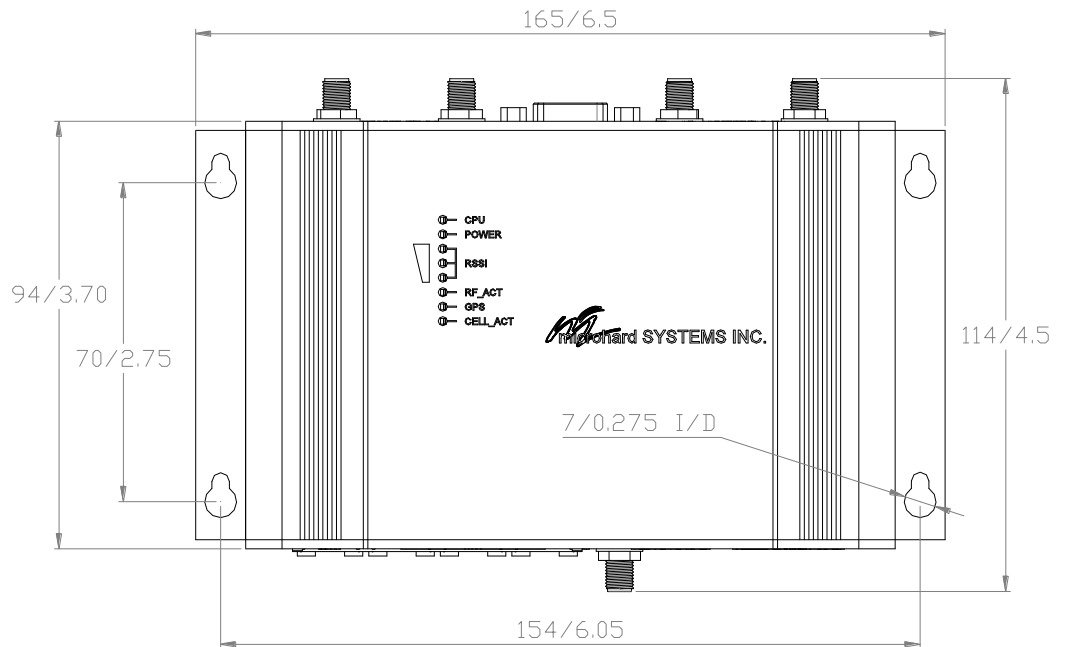 165/6.5
CPU
POWER
RSSI
RF_ACT
GPS
CELL_ACT
94/3.70
70/2.75
microhard SYSTEMS INC.
114/4.5
7/0.275 I/D
154/6.05